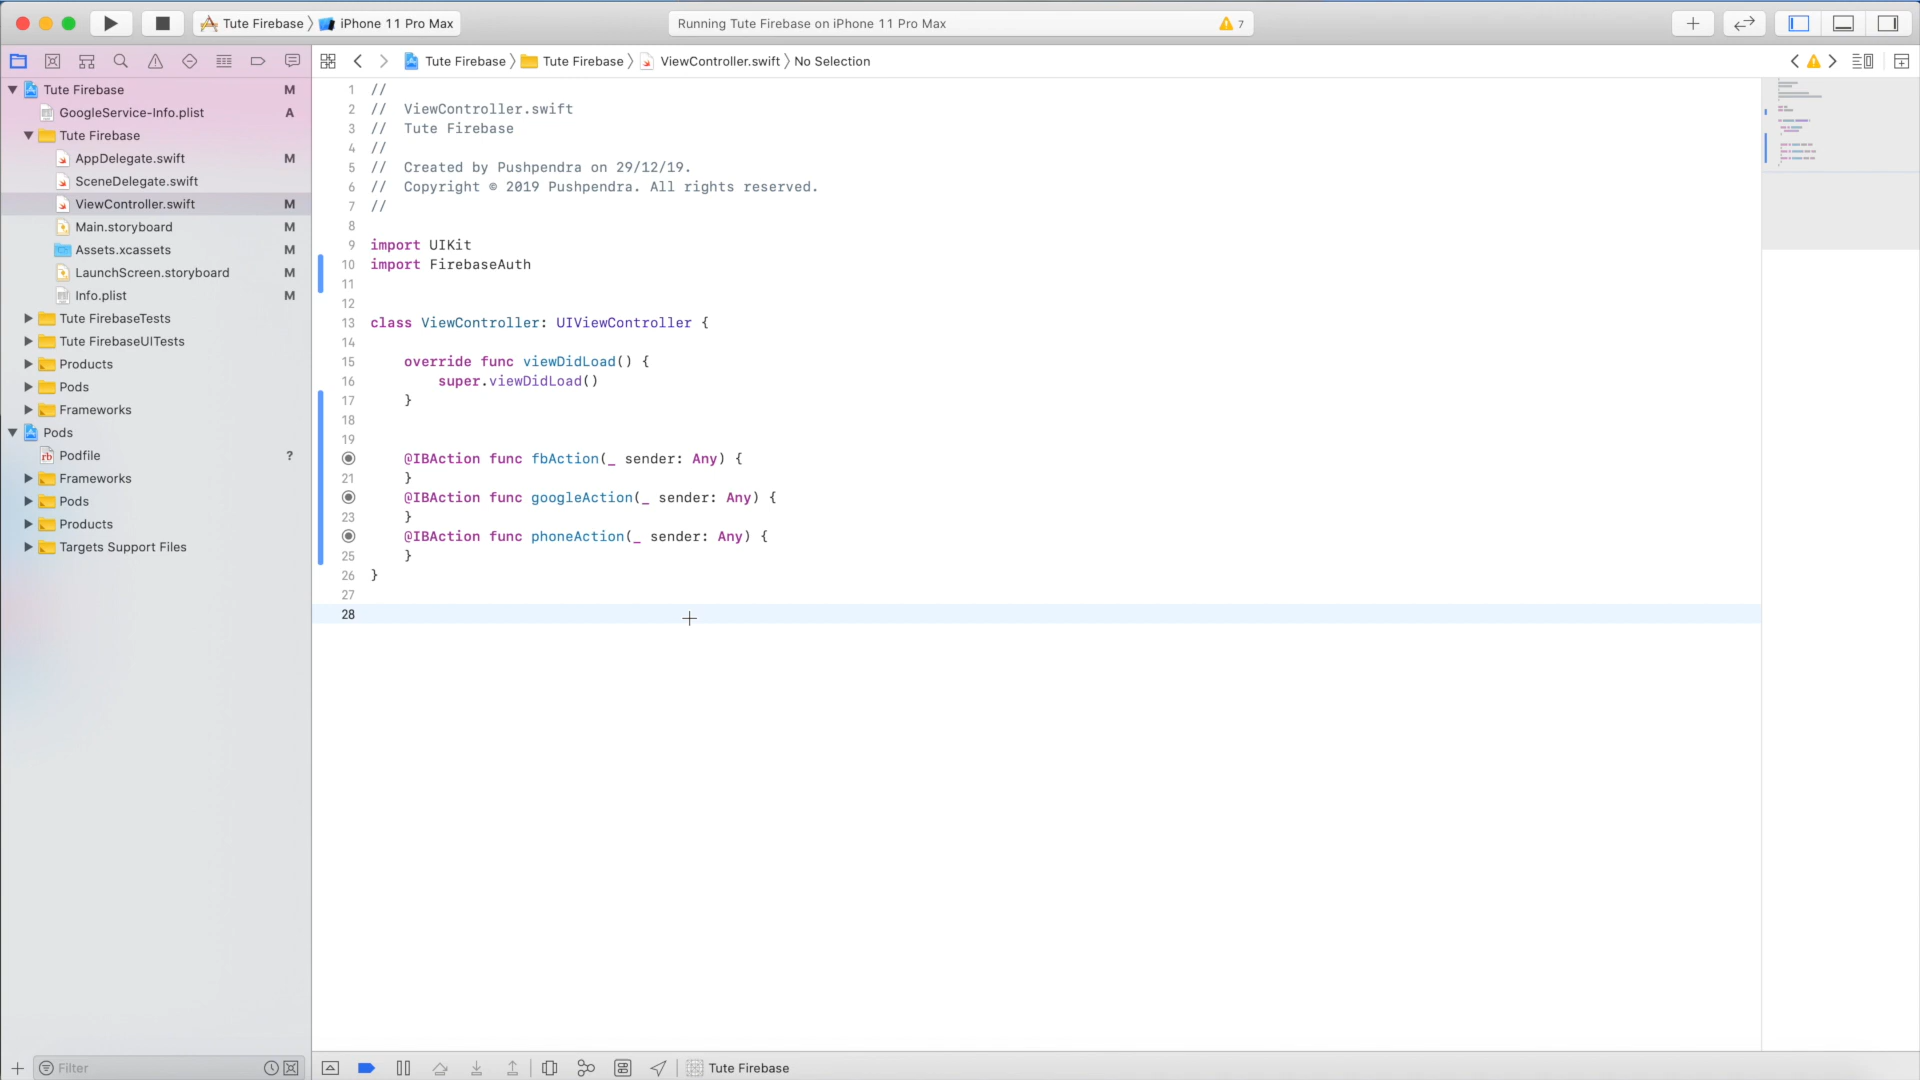 Tute Firebase 〉 iPhone 11 Pro Max
Running Tute Firebase on iPhone 11 Pro Max
7
Tute Firebase 〉 Tute Firebase 〉 ViewController.swift 〉 No Selection
Tute Firebase M
GoogleService-Info.plist A
Tute Firebase
AppDelegate.swift M
SceneDelegate.swift
ViewController.swift M
Main.storyboard M
Assets.xcassets M
LaunchScreen.storyboard M
Info.plist M
Tute FirebaseTests
Tute FirebaseUITests
Products
Pods
Frameworks
Pods
Podfile ?
Frameworks
Pods
Products
Targets Support Files
Filter
1 //
2 //  ViewController.swift
3 //  Tute Firebase
4 //
5 //  Created by Pushpendra on 29/12/19.
6 //  Copyright © 2019 Pushpendra. All rights reserved.
7 //
8
9 import UIKit
10 import FirebaseAuth
11
12
13 class ViewController: UIViewController {
14
15     override func viewDidLoad() {
16         super.viewDidLoad()
17     }
18
19
    @IBAction func fbAction(_ sender: Any) {
21     }
    @IBAction func googleAction(_ sender: Any) {
23     }
    @IBAction func phoneAction(_ sender: Any) {
25     }
26 }
27
28
Tute Firebase